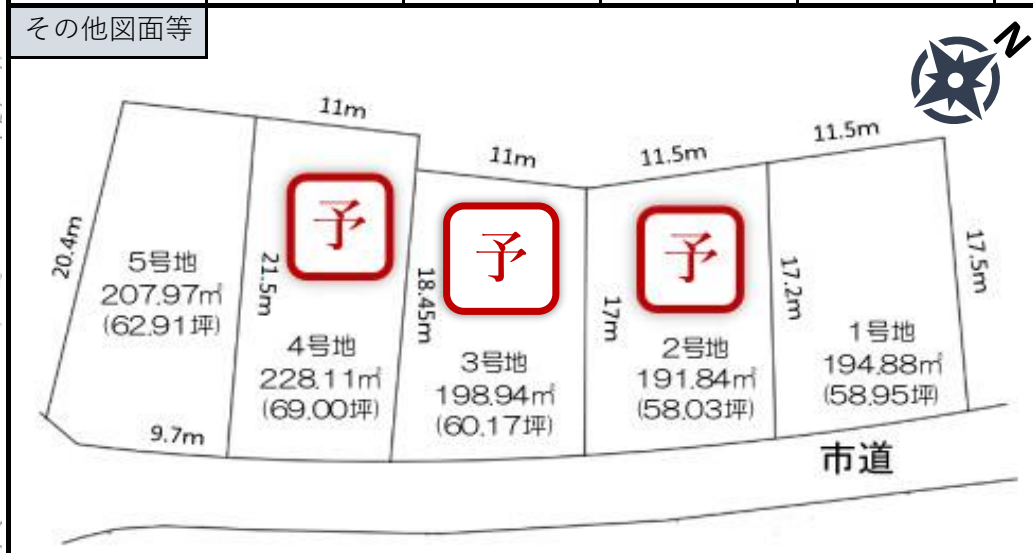 その他図面等
N
11m
11m
11.5m
11.5m
20.4m
5号地
207.97㎡
(62.91坪)
9.7m
21.5m
予
4号地
228.11㎡
(69.00坪)
18.45m
予
3号地
198.94㎡
(60.17坪)
17m
予
2号地
191.84㎡
(58.03坪)
17.2m
1号地
194.88㎡
(58.95坪)
17.5m
市道